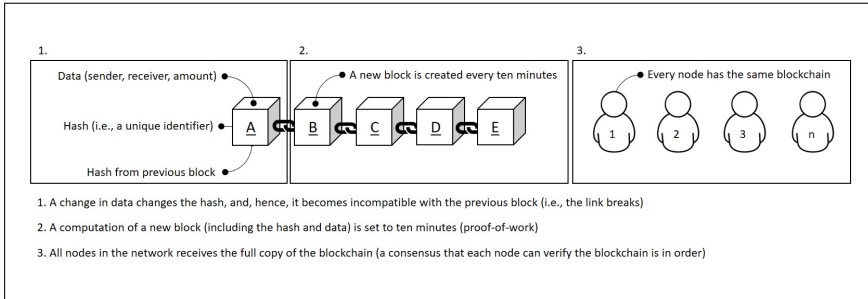 1.
2.
3.
Data (sender, receiver, amount)
Hash (i.e., a unique identifier)
Hash from previous block
A
A new block is created every ten minutes
B
C
D
E
Every node has the same blockchain
1
2
3
n
1. A change in data changes the hash, and, hence, it becomes incompatible with the previous block (i.e., the link breaks)
2. A computation of a new block (including the hash and data) is set to ten minutes (proof-of-work)
3. All nodes in the network receives the full copy of the blockchain (a consensus that each node can verify the blockchain is in order)